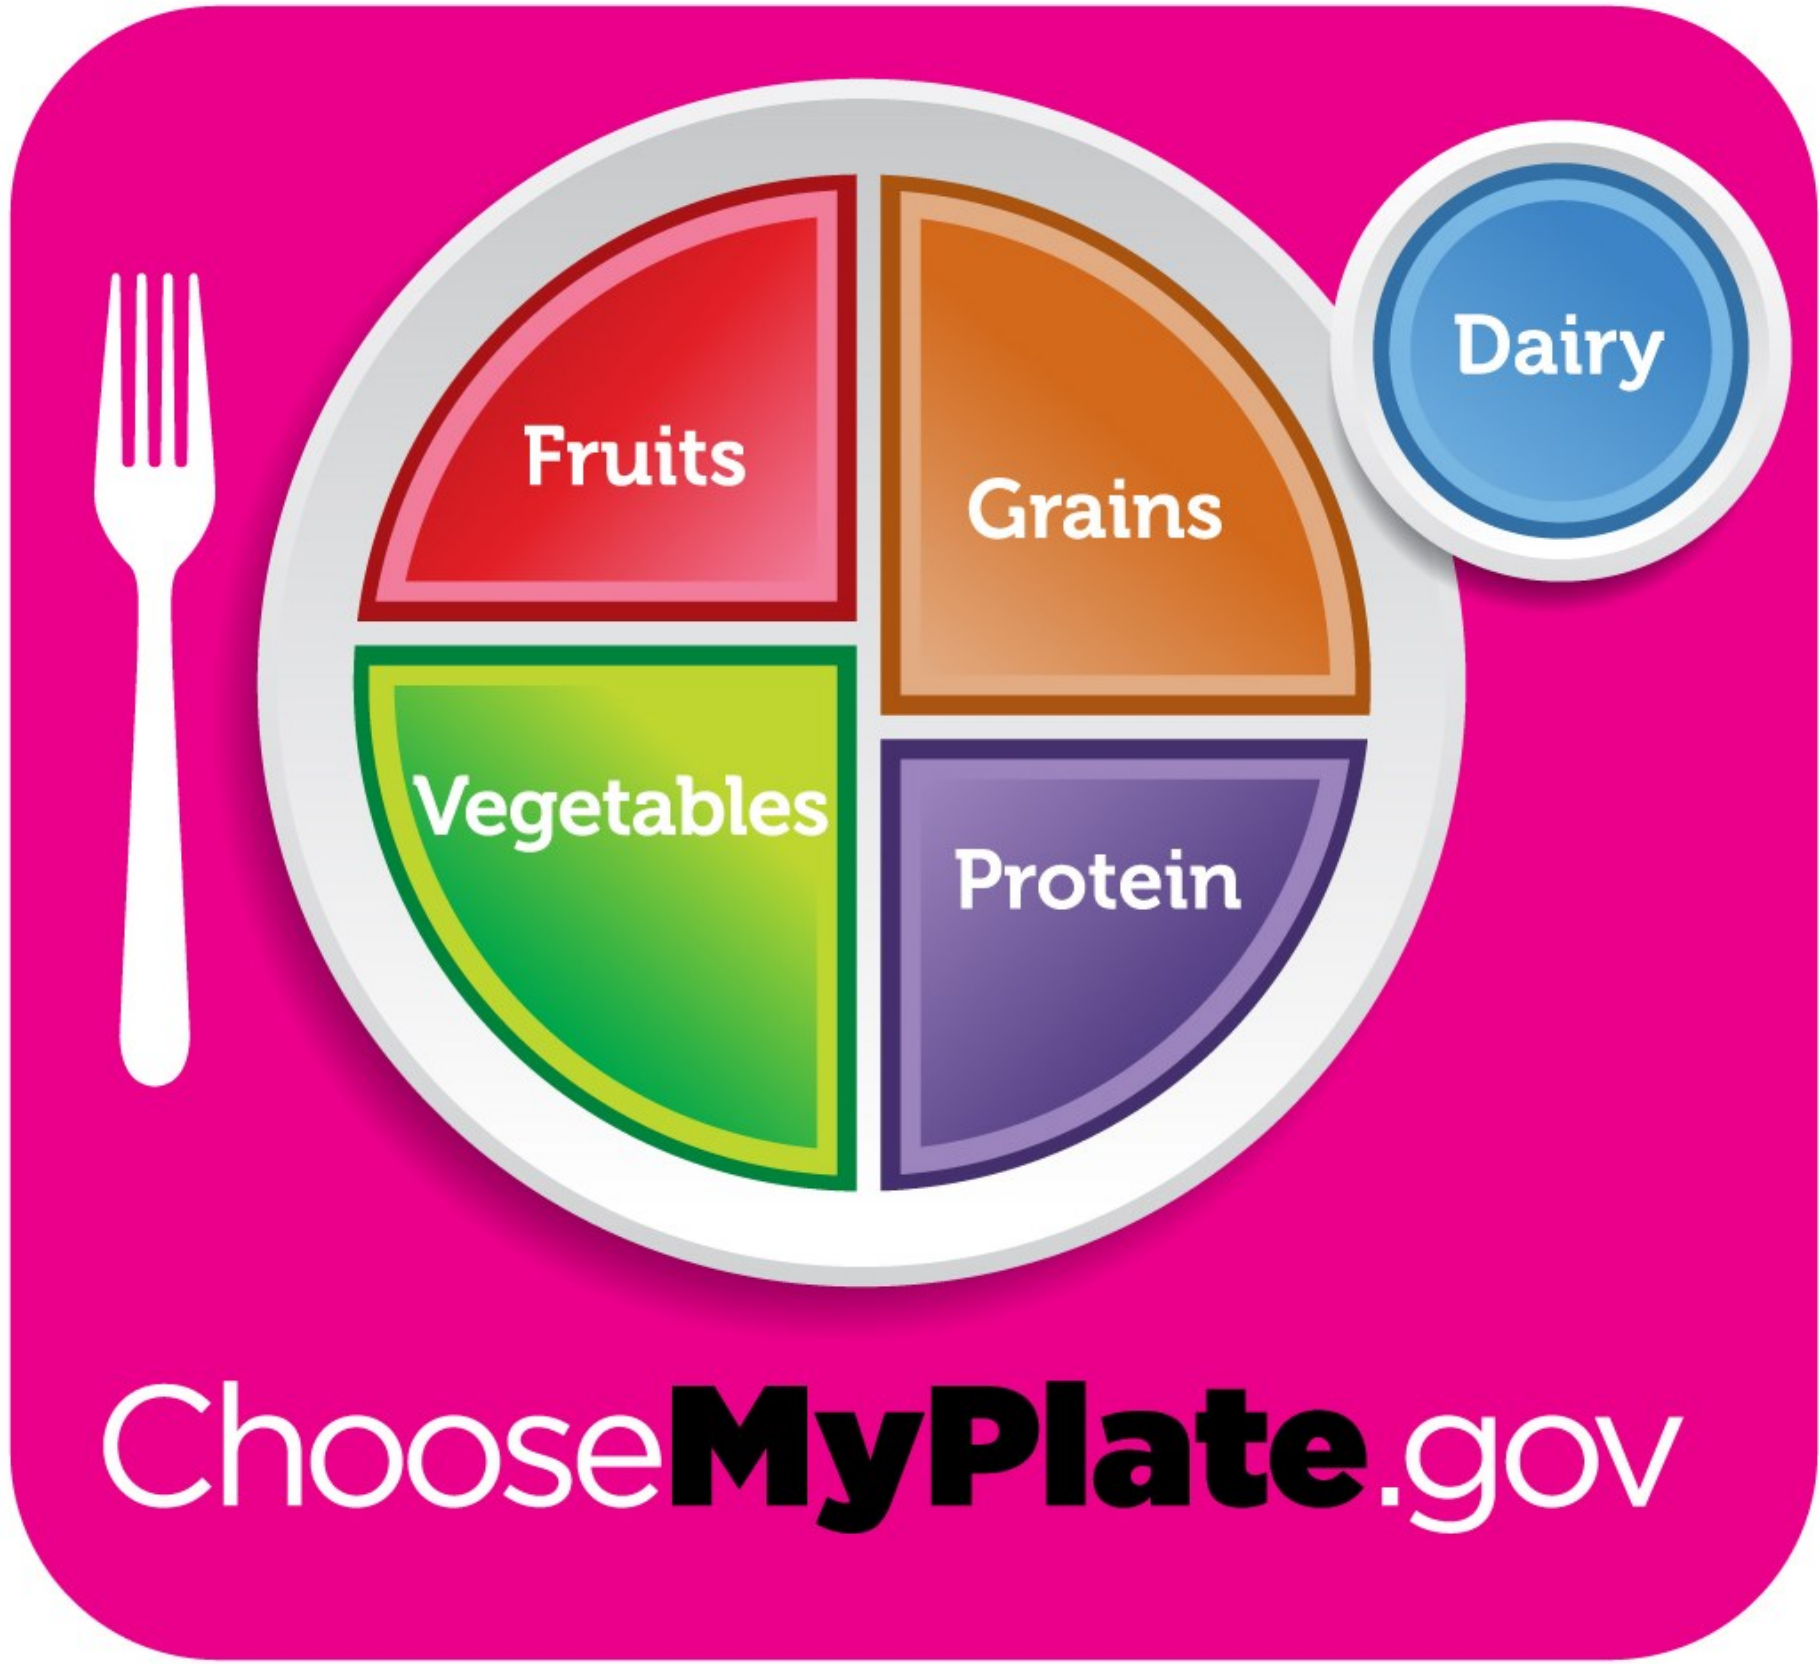 Fruits
Grains
Dairy
Vegetables
Protein
ChooseMyPlate.gov